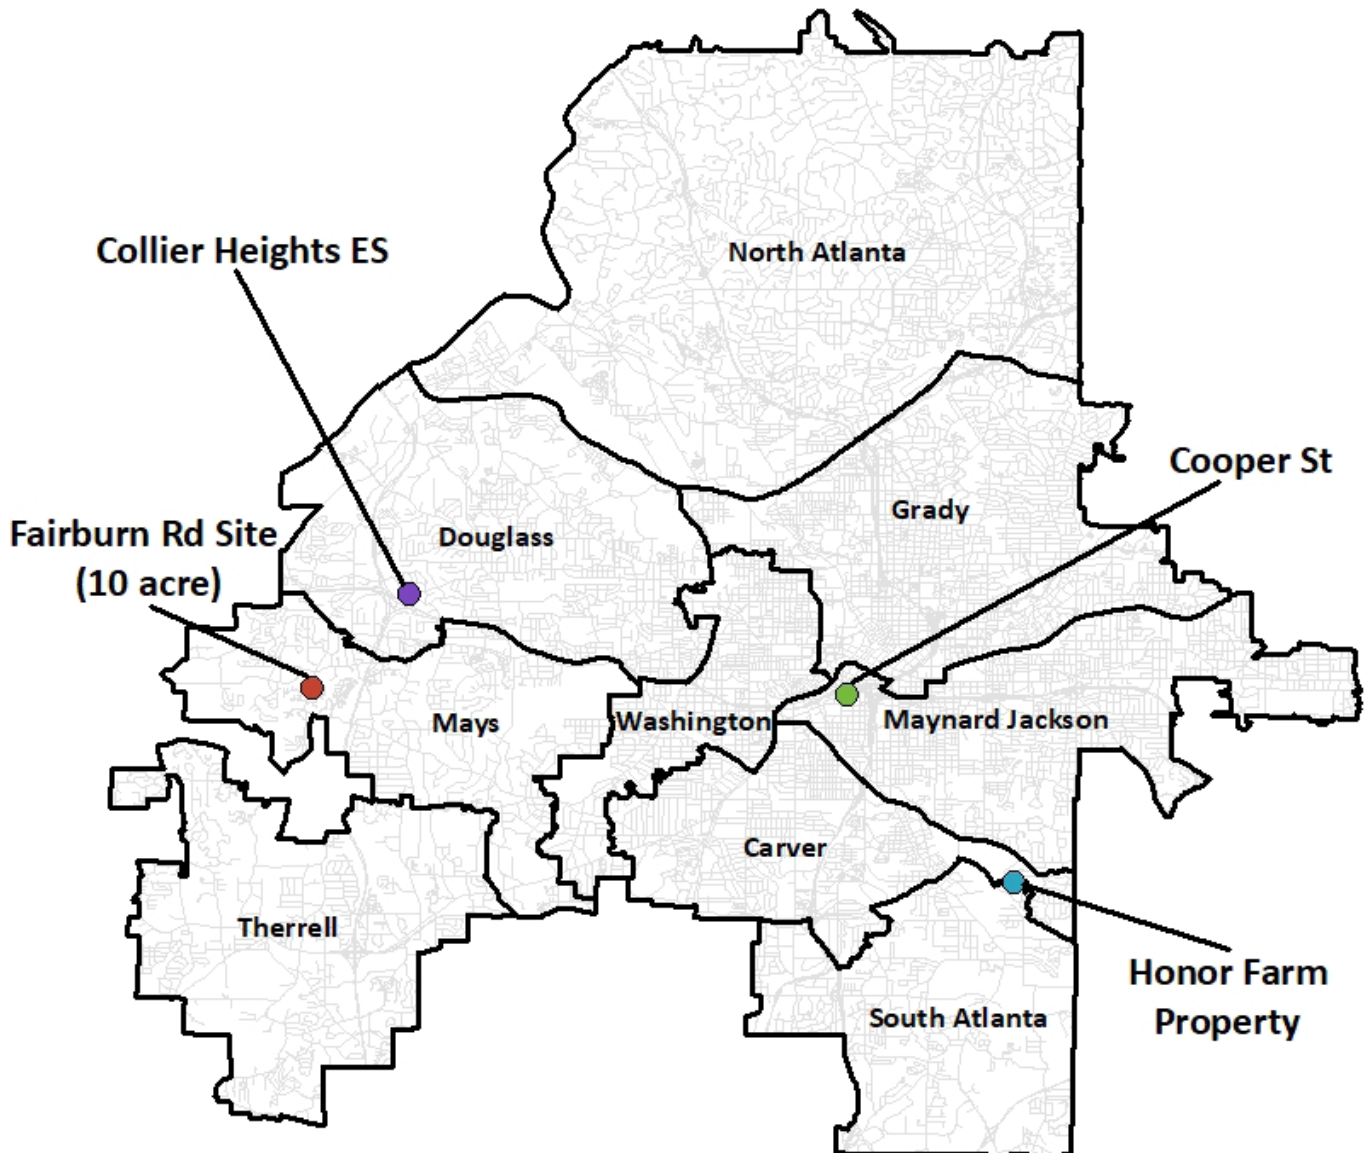 North Atlanta
Collier Heights ES
Cooper St
Grady
Fairburn Rd Site
(10 acre)
Douglass
Mays
Washington
Maynard Jackson
Carver
Therrell
Honor Farm
Property
South Atlanta